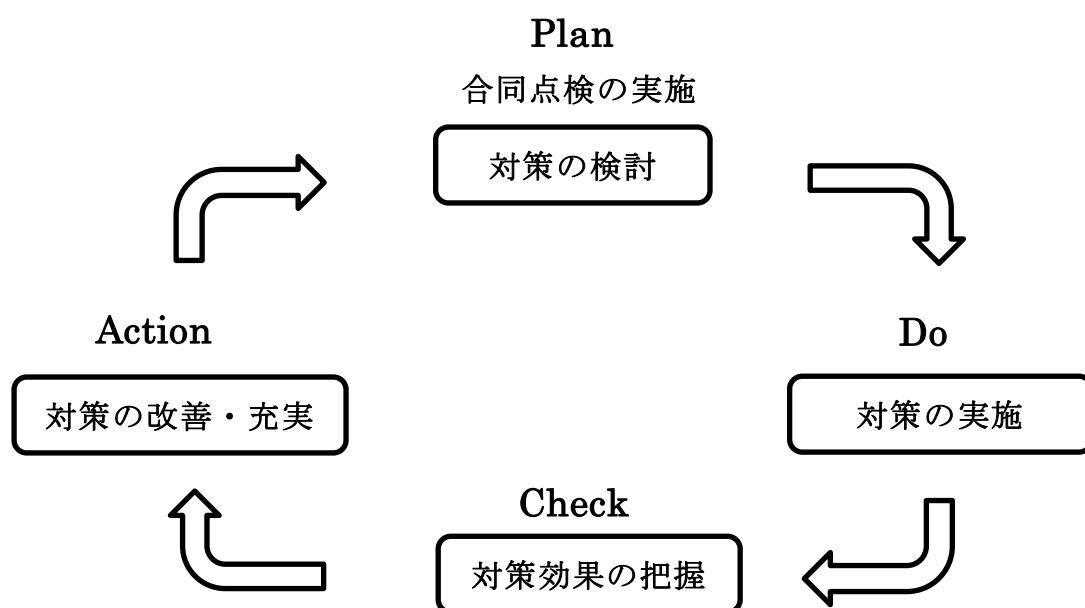 Plan
合同点検の実施
対策の検討
Action
Do
対策の改善・充実
対策の実施
Check
対策効果の把握